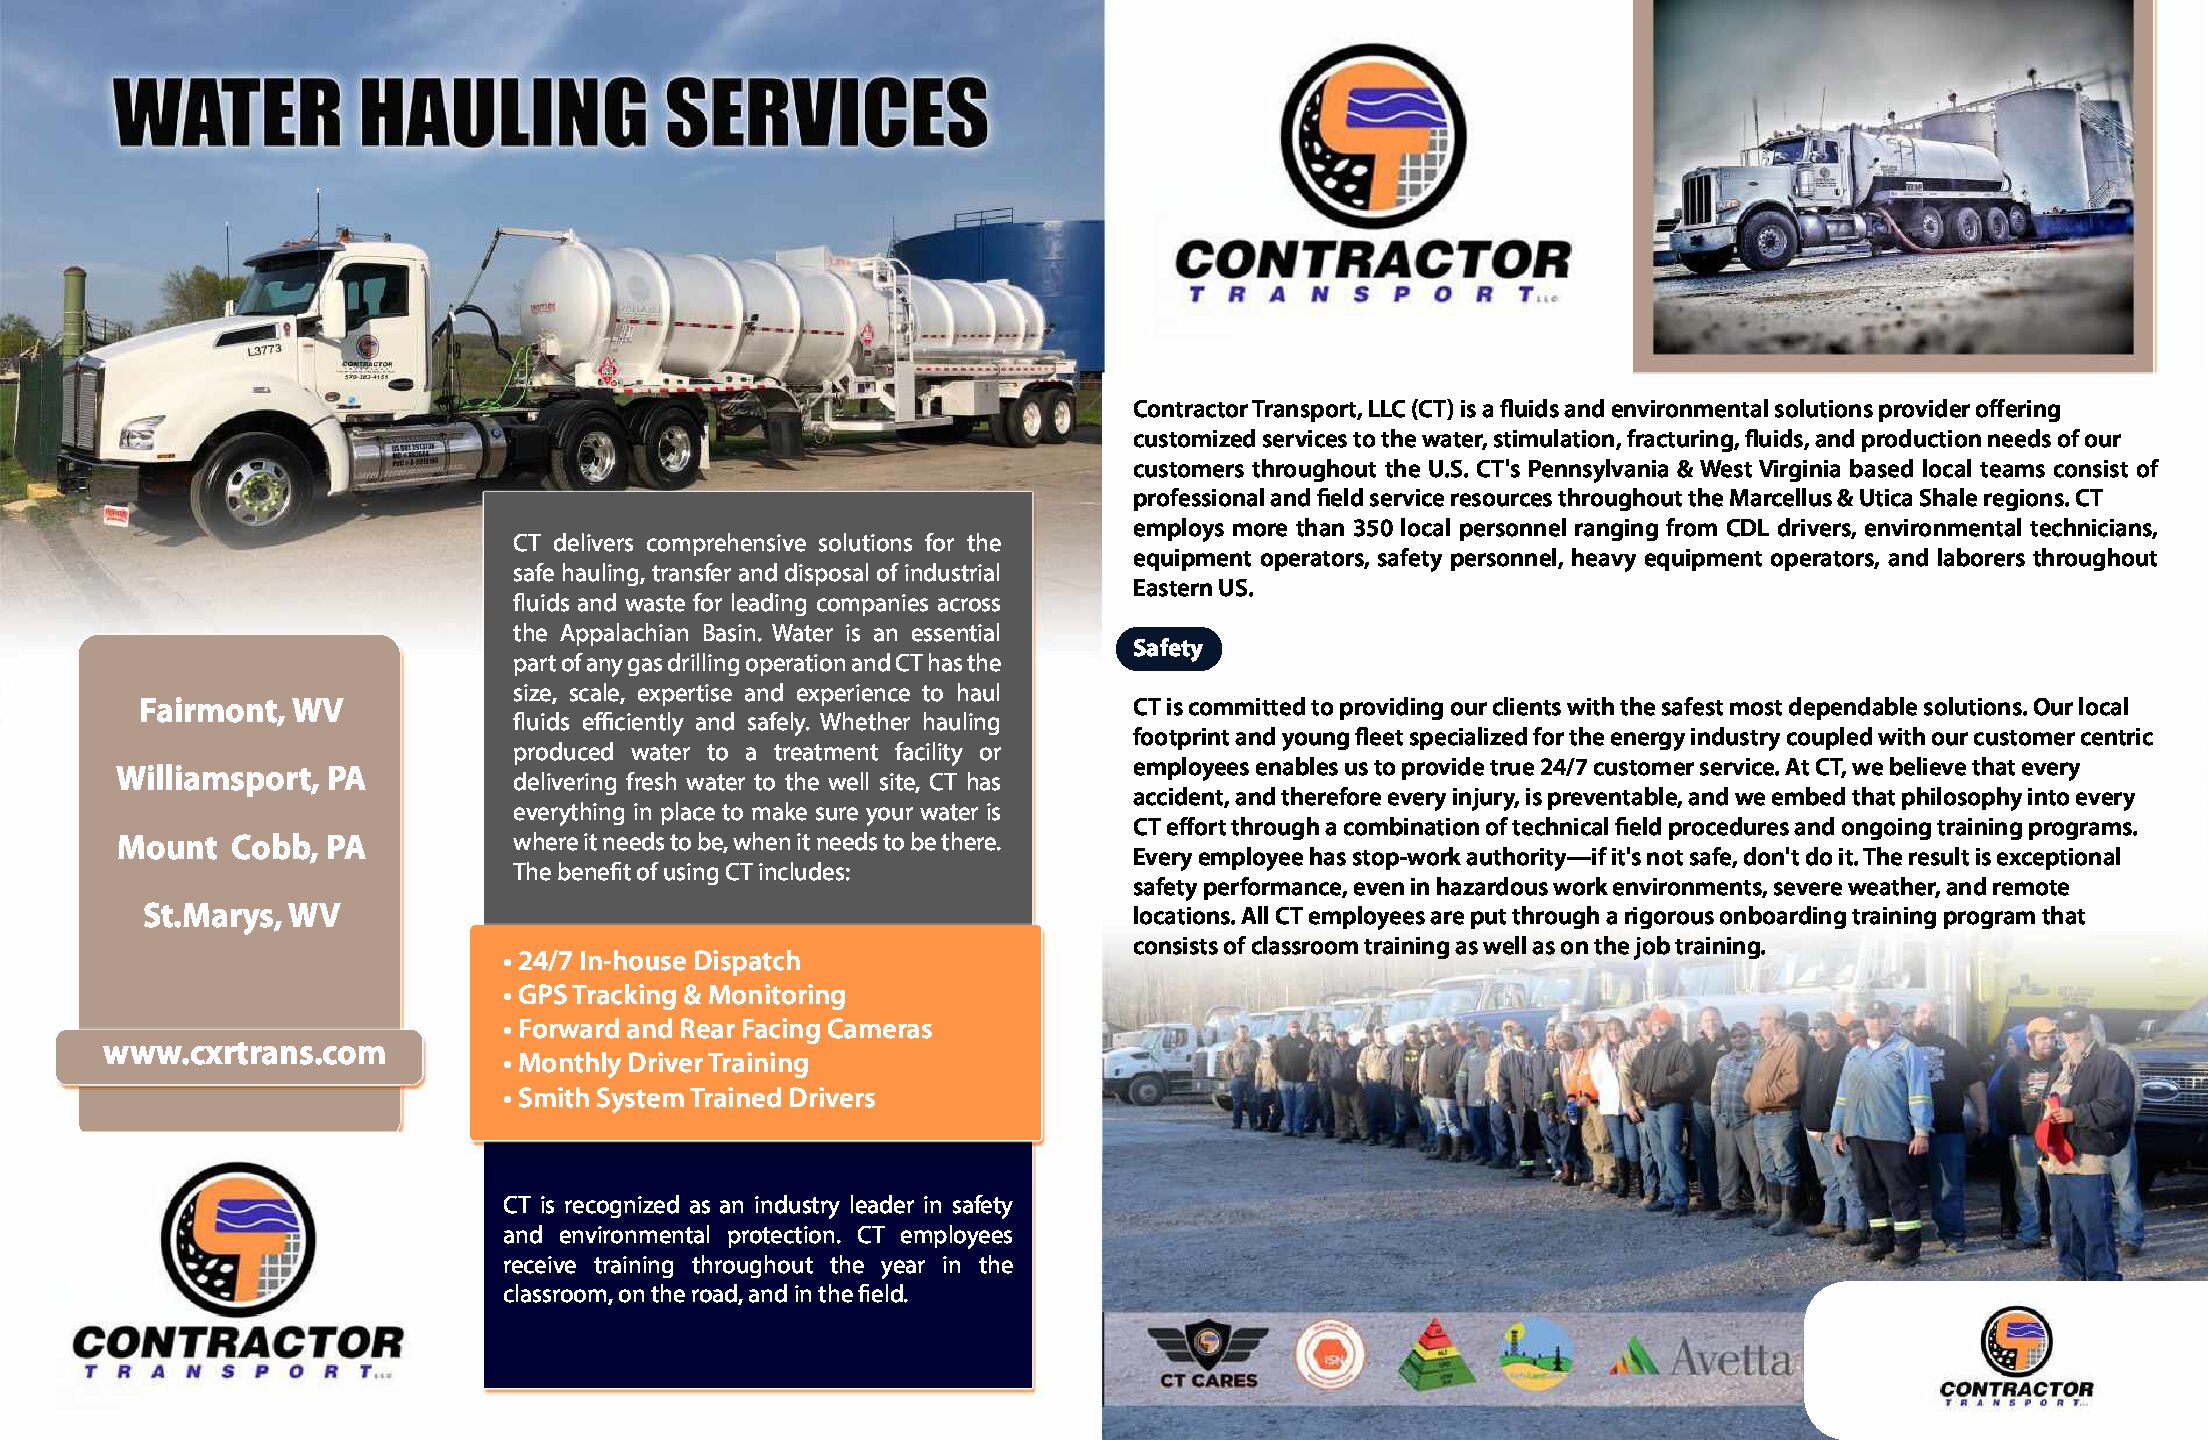 WATER HAULING SERVICES
L3773
CONTRACTOR
570-383-4155
Fairmont, WV
Williamsport, PA
Mount Cobb, PA
St.Marys, WV
www.cxrtrans.com
CONTRACTOR
TRANSPORT LLC
CT delivers comprehensive solutions for the
safe hauling, transfer and disposal of industrial
fluids and waste for leading companies across
the Appalachian Basin. Water is an essential
part of any gas drilling operation and CT has the
size, scale, expertise and experience to haul
fluids efficiently and safely. Whether hauling
produced water to a treatment facility or
delivering fresh water to the well site, CT has
everything in place to make sure your water is
where it needs to be, when it needs to be there.
The benefit of using CT includes:
• 24/7 In-house Dispatch
• GPS Tracking & Monitoring
• Forward and Rear Facing Cameras
• Monthly Driver Training
• Smith System Trained Drivers
CT is recognized as an industry leader in safety
and environmental protection. CT employees
receive training throughout the year in the
classroom, on the road, and in the field.
CONTRACTOR
TRANSPORT LLC
Contractor Transport, LLC (CT) is a fluids and environmental solutions provider offering
customized services to the water, stimulation, fracturing, fluids, and production needs of our
customers throughout the U.S. CT's Pennsylvania & West Virginia based local teams consist of
professional and field service resources throughout the Marcellus & Utica Shale regions. CT
employs more than 350 local personnel ranging from CDL drivers, environmental technicians,
equipment operators, safety personnel, heavy equipment operators, and laborers throughout
Eastern US.
Safety
CT is committed to providing our clients with the safest most dependable solutions. Our local
footprint and young fleet specialized for the energy industry coupled with our customer centric
employees enables us to provide true 24/7 customer service. At CT, we believe that every
accident, and therefore every injury, is preventable, and we embed that philosophy into every
CT effort through a combination of technical field procedures and ongoing training programs.
Every employee has stop-work authority—if it's not safe, don't do it. The result is exceptional
safety performance, even in hazardous work environments, severe weather, and remote
locations. All CT employees are put through a rigorous onboarding training program that
consists of classroom training as well as on the job training.
CT CARES
ISN
Avetta
CONTRACTOR
TRANSPORT